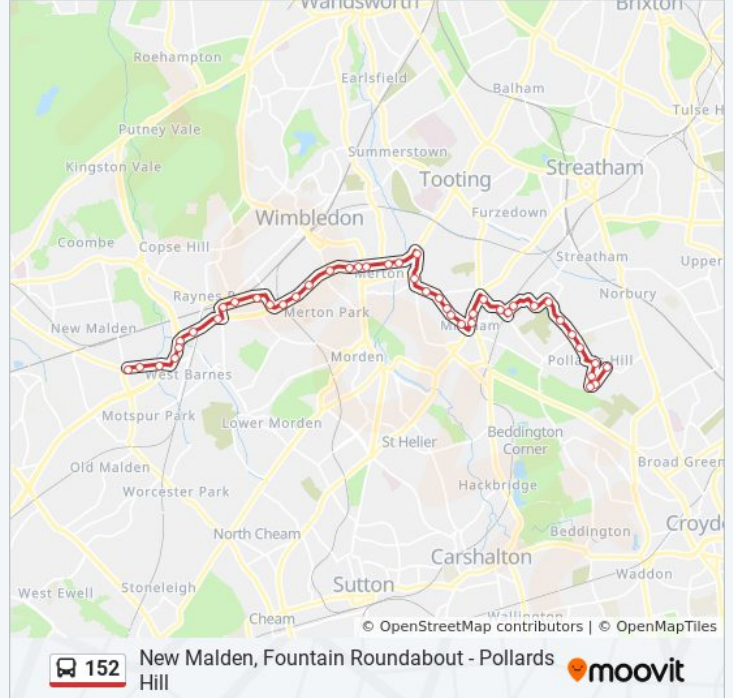 Wandsworth
Brixton
Roehampton
Earlsfield
Balham
Tulse H
Putney Vale
Summerstown
Kingston Vale
Streatham
Tooting
Furzedown
Wimbledon
Coombe
Copse Hill
Streatham
Upper
Merton
Raynes P
Norbury
Merton Park
New Malden
Morden
Pollards Hill
West Barnes
Motspur Park
Lower Morden
Beddington
Corner
St Helier
Old Malden
Broad Green
Hackbridge
Worcester Park
North Cheam
Beddington
Croyd
Carshalton
Waddon
Stoneleigh
Sutton
West Ewell
Cheam
Wallington
© OpenStreetMap contributors | © OpenMapTiles
152
New Malden, Fountain Roundabout - Pollards
Hill
moovit